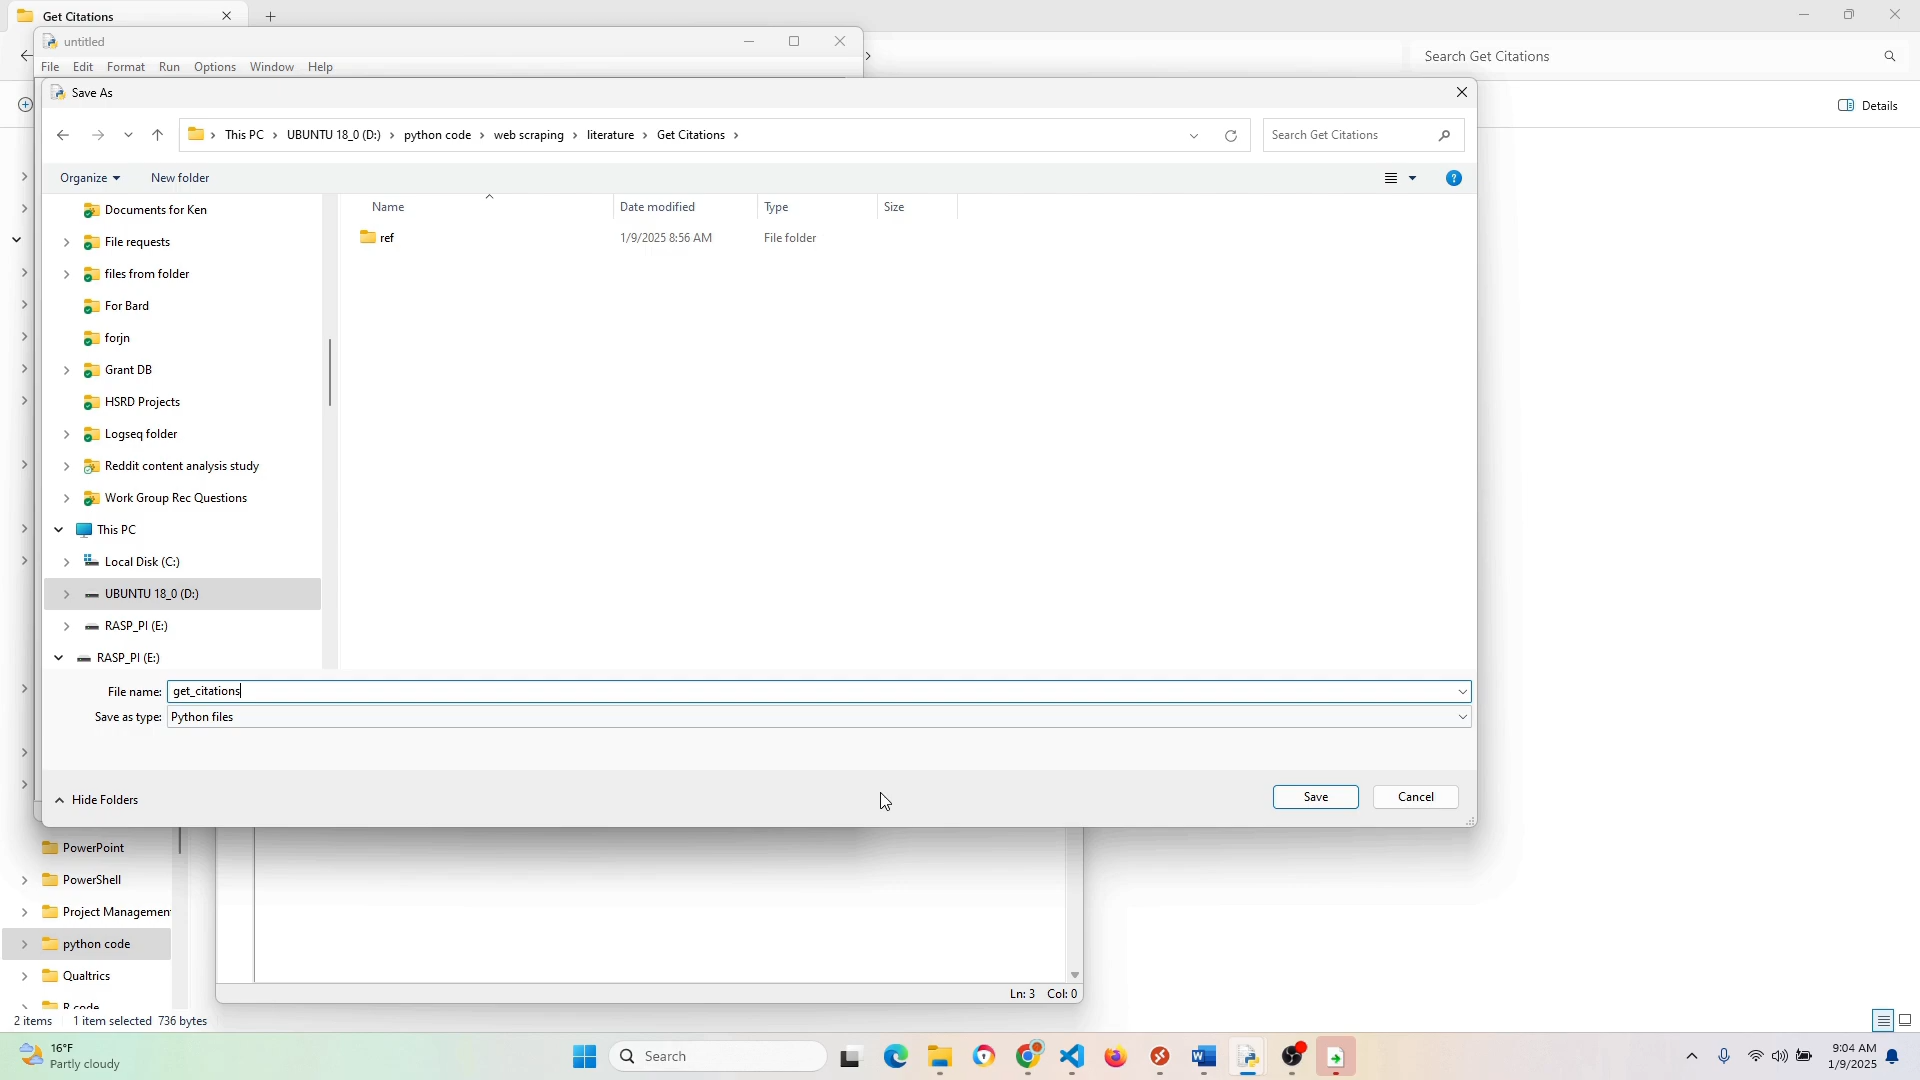 Get Citations
untitled
File Edit Format Run Options Window Help
Search Get Citations
Save As
Details
This PC UBUNTU 18_0 (D:) python code web scraping literature Get Citations
Search Get Citations
Organize New folder
Name Date modified Type Size
ref 1/9/2025 8:56 AM File folder
Documents for Ken
File requests
files from folder
For Bard
forjn
Grant DB
HSRD Projects
Logseq folder
Reddit content analysis study
Work Group Rec Questions
This PC
Local Disk (C:)
UBUNTU 18_0 (D:)
RASP_PI (E:)
RASP_PI (E:)
File name: get_citations
Save as type: Python files
Hide Folders
Save Cancel
PowerPoint
PowerShell
Project Managemen
python code
Qualtrics
R code
Ln: 3 Col: 0
2 items 1 item selected 736 bytes
16°F
Partly cloudy
Search
9:04 AM
1/9/2025